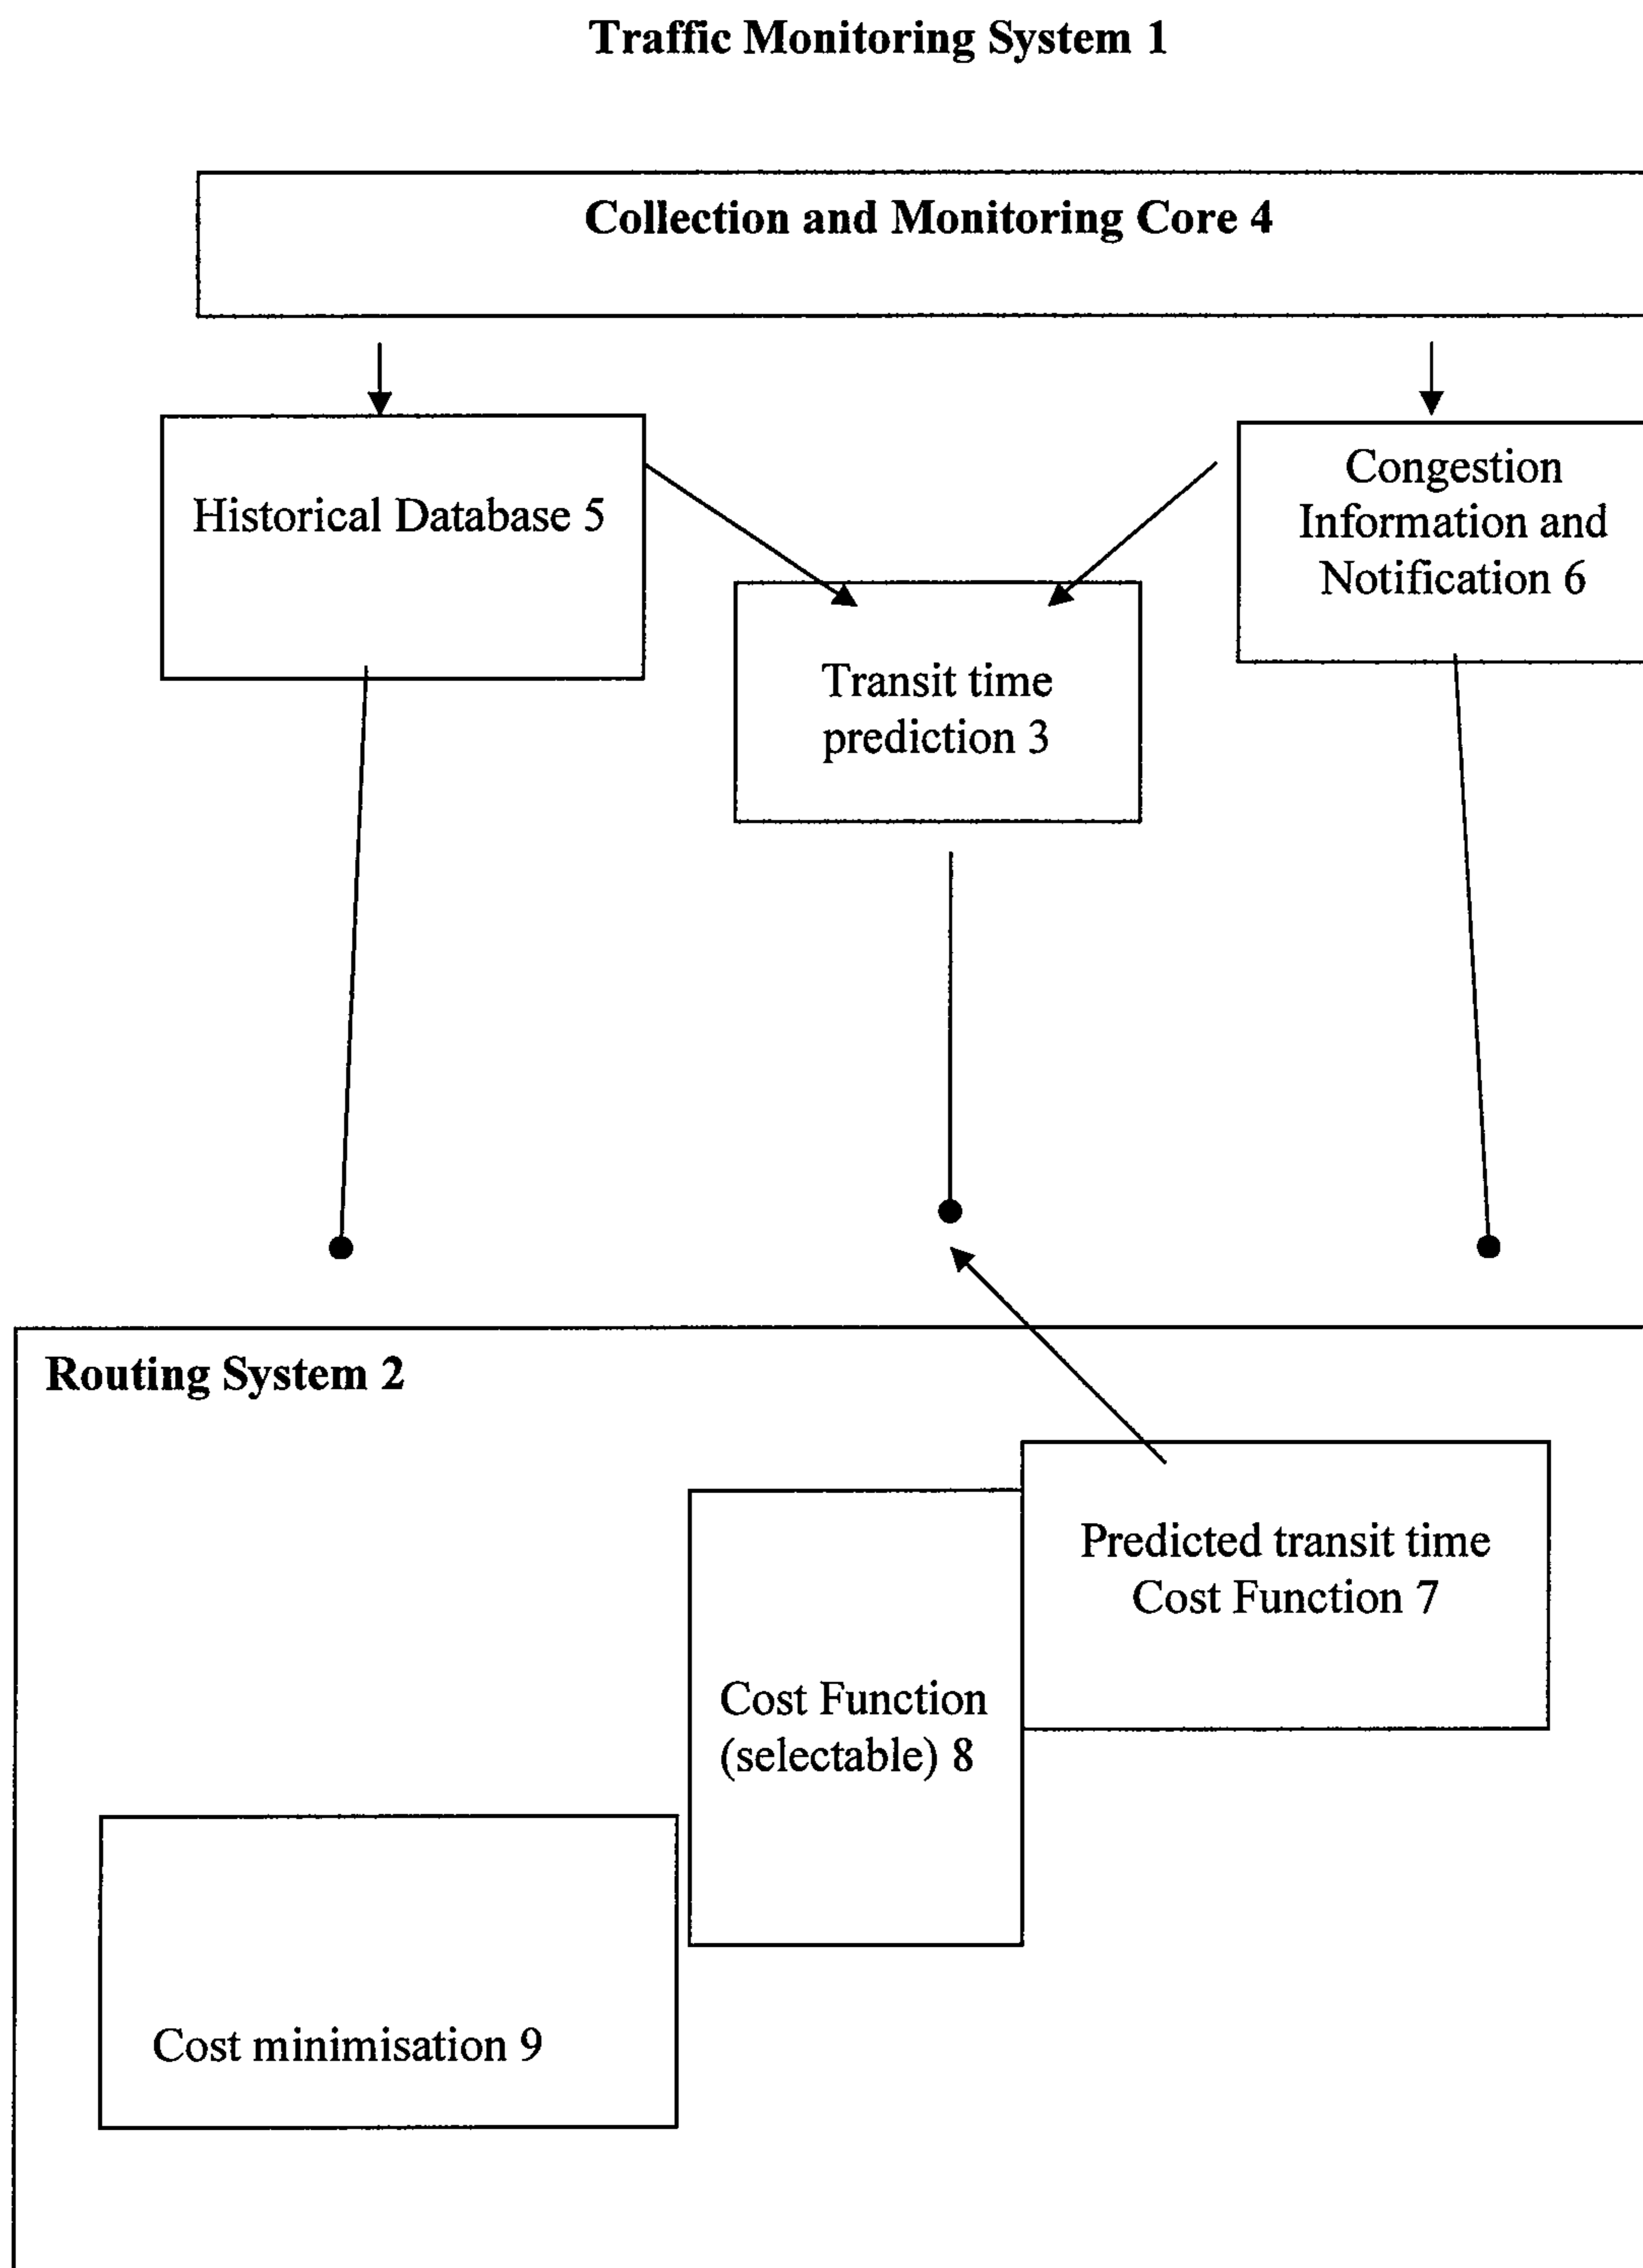 Traffic Monitoring System 1
Collection and Monitoring Core 4
Historical Database 5
Congestion
Information and
Notification 6
Transit time
prediction 3
Routing System 2
Predicted transit time
Cost Function 7
Cost Function
(selectable) 8
Cost minimisation 9